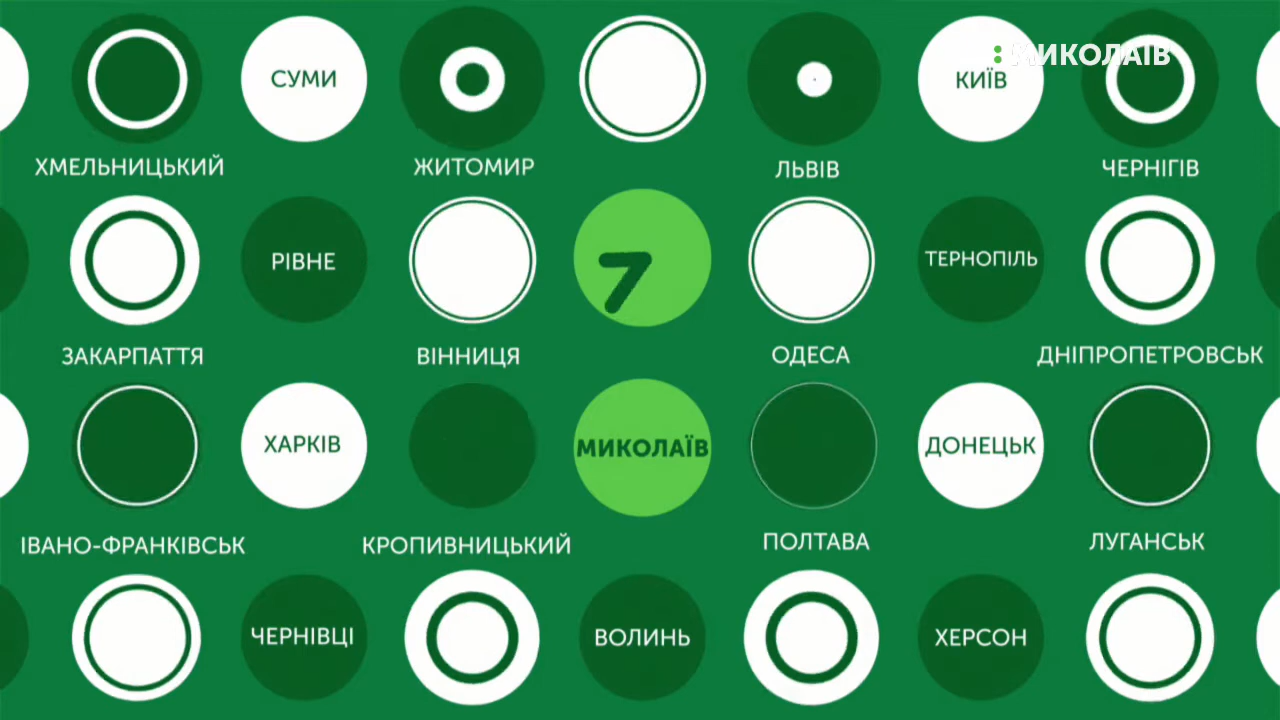 СУМИ
КИЇВ
МИКОЛАЇВ
ХМЕЛЬНИЦЬКИЙ
ЖИТОМИР
ЛЬВІВ
ЧЕРНІГІВ
РІВНЕ
ТЕРНОПІЛЬ
ЗАКАРПАТТЯ
ВІННИЦЯ
ОДЕСА
ДНІПРОПЕТРОВСЬК
ХАРКІВ
МИКОЛАЇВ
ДОНЕЦЬК
ІВАНО-ФРАНКІВСЬК
КРОПИВНИЦЬКИЙ
ПОЛТАВА
ЛУГАНСЬК
ЧЕРНІВЦІ
ВОЛИНЬ
ХЕРСОН